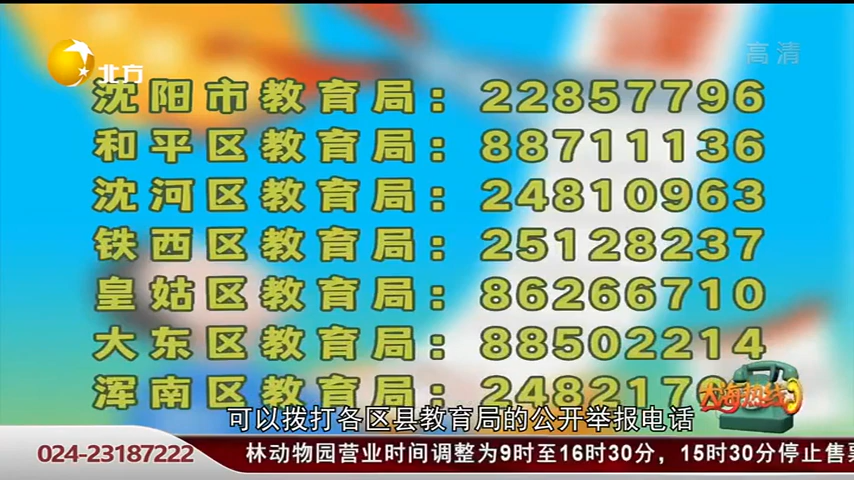 北方
高清
沈阳市教育局：22857796
和平区教育局：88711136
沈河区教育局：24810963
铁西区教育局：25128237
皇姑区教育局：86266710
大东区教育局：88502214
浑南区教育局：248217
大海热线
可以拨打各区县教育局的公开举报电话
024-23187222
林动物园营业时间调整为9时至16时30分，15时30分停止售票